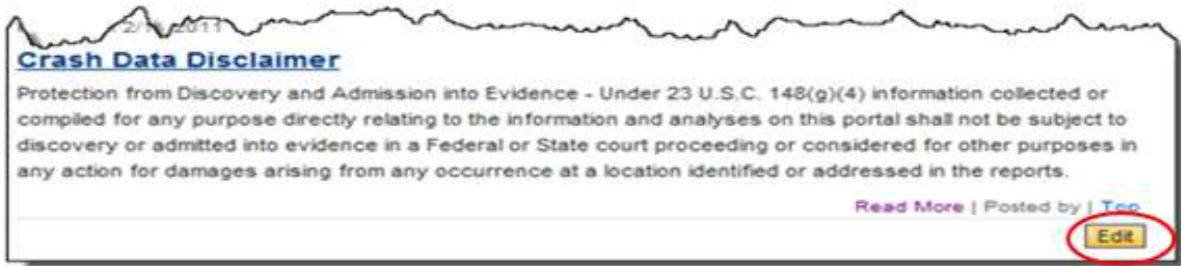 Crash Data Disclaimer
Protection from Discovery and Admission into Evidence - Under 23 U.S.C. 148(g)(4) information collected or
compiled for any purpose directly relating to the information and analyses on this portal shall not be subject to
discovery or admitted into evidence in a Federal or State court proceeding or considered for other purposes in
any action for damages arising from any occurrence at a location identified or addressed in the reports.
Read More | Posted by | Top
Edit